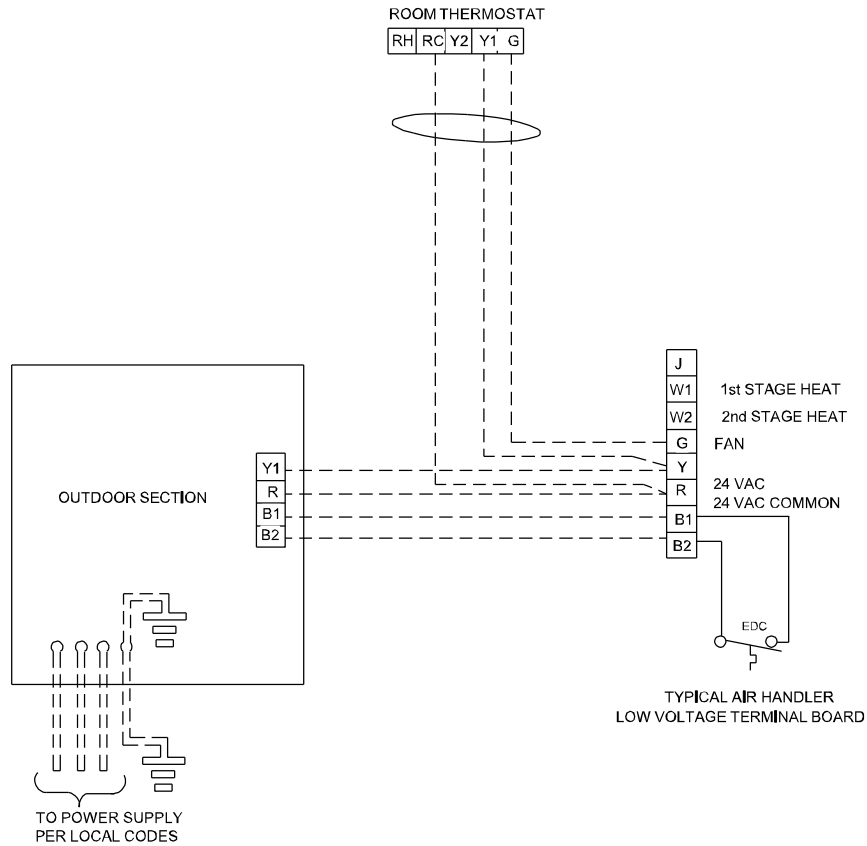 ROOM THERMOSTAT
RH RC Y2 Y1 G
J
W1 1st STAGE HEAT
W2 2nd STAGE HEAT
G FAN
Y
R 24 VAC
24 VAC COMMON
B1
B2
Y1
R
B1
B2
OUTDOOR SECTION
EDC
TYPICAL AIR HANDLER
LOW VOLTAGE TERMINAL BOARD
TO POWER SUPPLY
PER LOCAL CODES